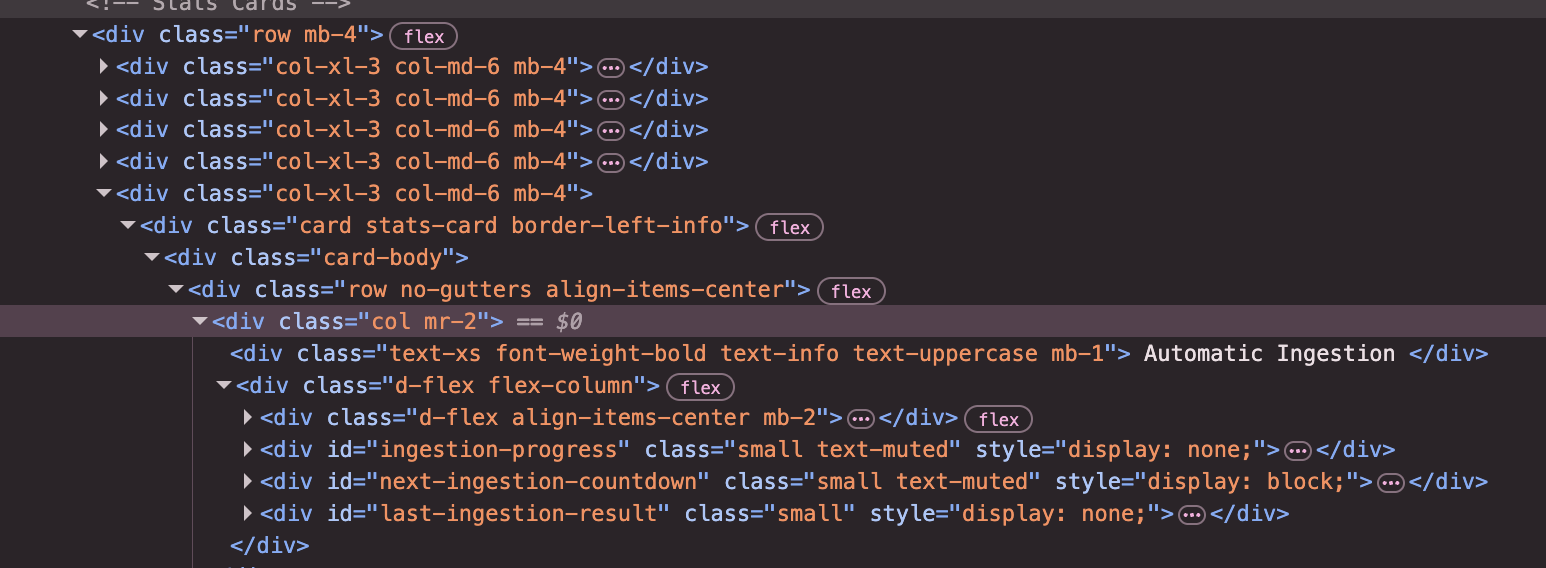 <!-- Stats Cards -->
<div class="row mb-4"> flex
<div class="col-xl-3 col-md-6 mb-4">…</div>
<div class="col-xl-3 col-md-6 mb-4">…</div>
<div class="col-xl-3 col-md-6 mb-4">…</div>
<div class="col-xl-3 col-md-6 mb-4">…</div>
<div class="col-xl-3 col-md-6 mb-4">
<div class="card stats-card border-left-info"> flex
<div class="card-body">
<div class="row no-gutters align-items-center"> flex
<div class="col mr-2"> == $0
<div class="text-xs font-weight-bold text-info text-uppercase mb-1"> Automatic Ingestion </div>
<div class="d-flex flex-column"> flex
<div class="d-flex align-items-center mb-2">…</div> flex
<div id="ingestion-progress" class="small text-muted" style="display: none;">…</div>
<div id="next-ingestion-countdown" class="small text-muted" style="display: block;">…</div>
<div id="last-ingestion-result" class="small" style="display: none;">…</div>
</div>